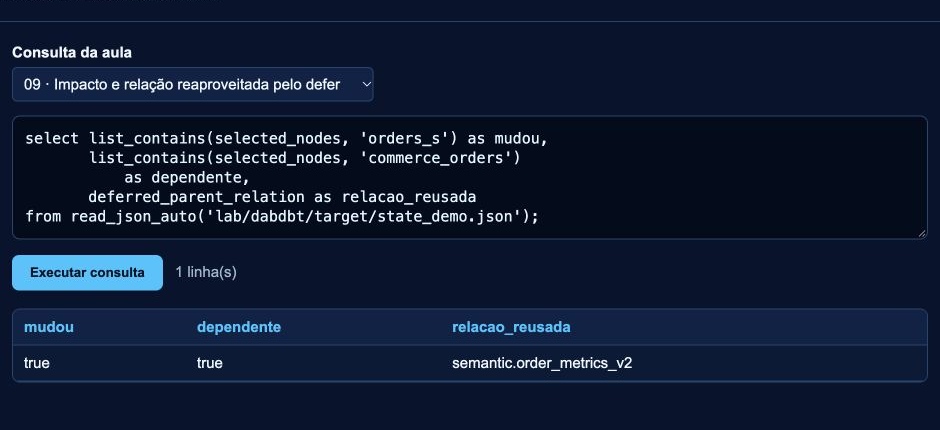 Consulta da aula
09 · Impacto e relação reaproveitada pelo defer
select list_contains(selected_nodes, 'orders_s') as mudou,
       list_contains(selected_nodes, 'commerce_orders')
           as dependente,
       deferred_parent_relation as relacao_reusada
from read_json_auto('lab/dabdbt/target/state_demo.json');
Executar consulta 1 linha(s)
mudou dependente relacao_reusada
true true semantic.order_metrics_v2